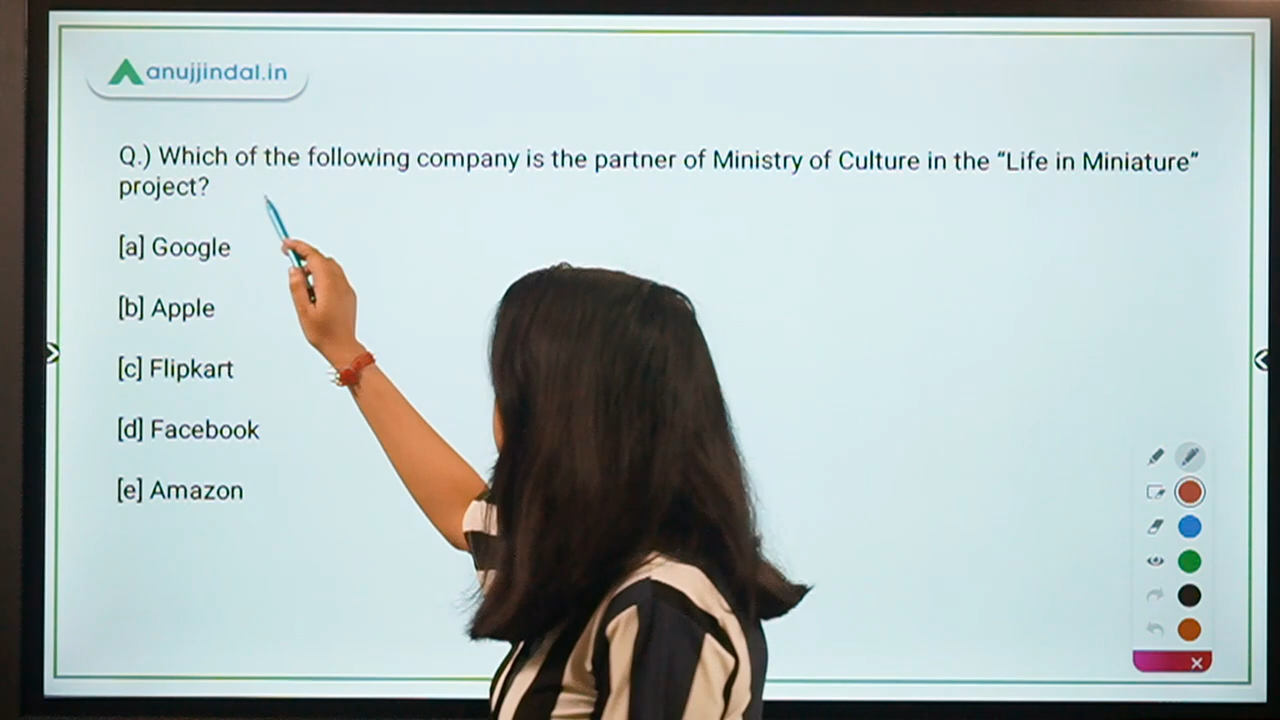 anujjindal.in
Q.) Which of the following company is the partner of Ministry of Culture in the “Life in Miniature”
project?
[a] Google
[b] Apple
[c] Flipkart
[d] Facebook
[e] Amazon